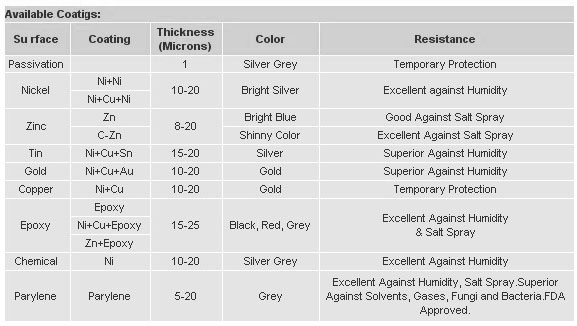 Available Coatigs:
Su rface Coating Thickness (Microns) Color Resistance
Passivation 1 Silver Grey Temporary Protection
Nickel Ni+Ni 10-20 Bright Silver Excellent against Humidity
Ni+Cu+Ni
Zinc Zn 8-20 Bright Blue Good Against Salt Spray
C-Zn Shinny Color Excellent Against Salt Spray
Tin Ni+Cu+Sn 15-20 Silver Superior Against Humidity
Gold Ni+Cu+Au 10-20 Gold Superior Against Humidity
Copper Ni+Cu 10-20 Gold Temporary Protection
Epoxy Epoxy 15-25 Black, Red, Grey Excellent Against Humidity
Ni+Cu+Epoxy & Salt Spray
Zn+Epoxy
Chemical Ni 10-20 Silver Grey Excellent Against Humidity
Parylene Parylene 5-20 Grey Excellent Against Humidity, Salt Spray.Superior
Against Solvents, Gases, Fungi and Bacteria.FDA
Approved.